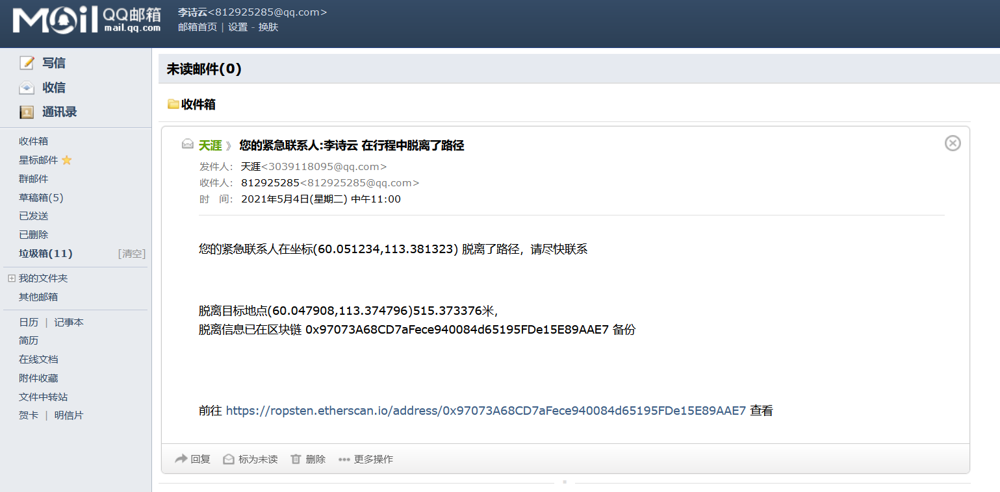 MOil QQ邮箱
mail.qq.com
李诗云<812925285@qq.com>
邮箱首页 | 设置 - 换肤
写信
收信
通讯录
收件箱
星标邮件
群邮件
草稿箱(5)
已发送
已删除
垃圾箱(11) [清空]
我的文件夹
其他邮箱
日历 | 记事本
简历
在线文档
附件收藏
文件中转站
贺卡 | 明信片
未读邮件(0)
收件箱
天涯 》 您的紧急联系人:李诗云 在行程中脱离了路径
发件人： 天涯<3039118095@qq.com>
收件人： 812925285<812925285@qq.com>
时 间： 2021年5月4日(星期二) 中午11:00
您的紧急联系人在坐标(60.051234,113.381323) 脱离了路径，请尽快联系
脱离目标地点(60.047908,113.374796)515.373376米,
脱离信息已在区块链 0x97073A68CD7aFece940084d65195FDe15E89AAE7 备份
前往 https://ropsten.etherscan.io/address/0x97073A68CD7aFece940084d65195FDe15E89AAE7 查看
回复 标为未读 删除 更多操作